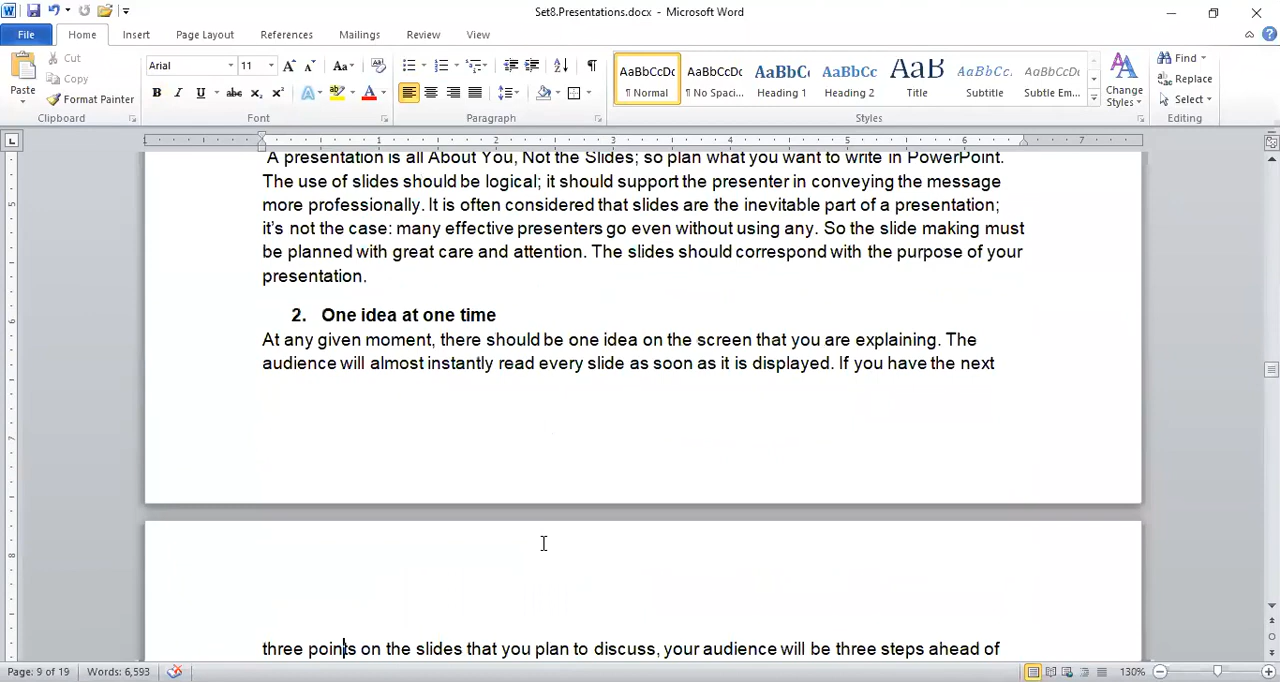 Set8.Presentations.docx - Microsoft Word
File Home Insert Page Layout References Mailings Review View
Paste
Cut
Copy
Format Painter
Clipboard
Arial 11
Font
Paragraph
AaBbCcDc AaBbCcDc AaBbC AaBbCc AaB AaBbCc. AaBbCcDc
¶ Normal ¶ No Spaci... Heading 1 Heading 2 Title Subtitle Subtle Em...
Styles
Change Styles
Find
Replace
Select
Editing
A presentation is all About You, Not the Slides; so plan what you want to write in PowerPoint.
The use of slides should be logical; it should support the presenter in conveying the message
more professionally. It is often considered that slides are the inevitable part of a presentation;
it's not the case: many effective presenters go even without using any. So the slide making must
be planned with great care and attention. The slides should correspond with the purpose of your
presentation.
2. One idea at one time
At any given moment, there should be one idea on the screen that you are explaining. The
audience will almost instantly read every slide as soon as it is displayed. If you have the next
three points on the slides that you plan to discuss, your audience will be three steps ahead of
Page: 9 of 19 Words: 6,593 130%